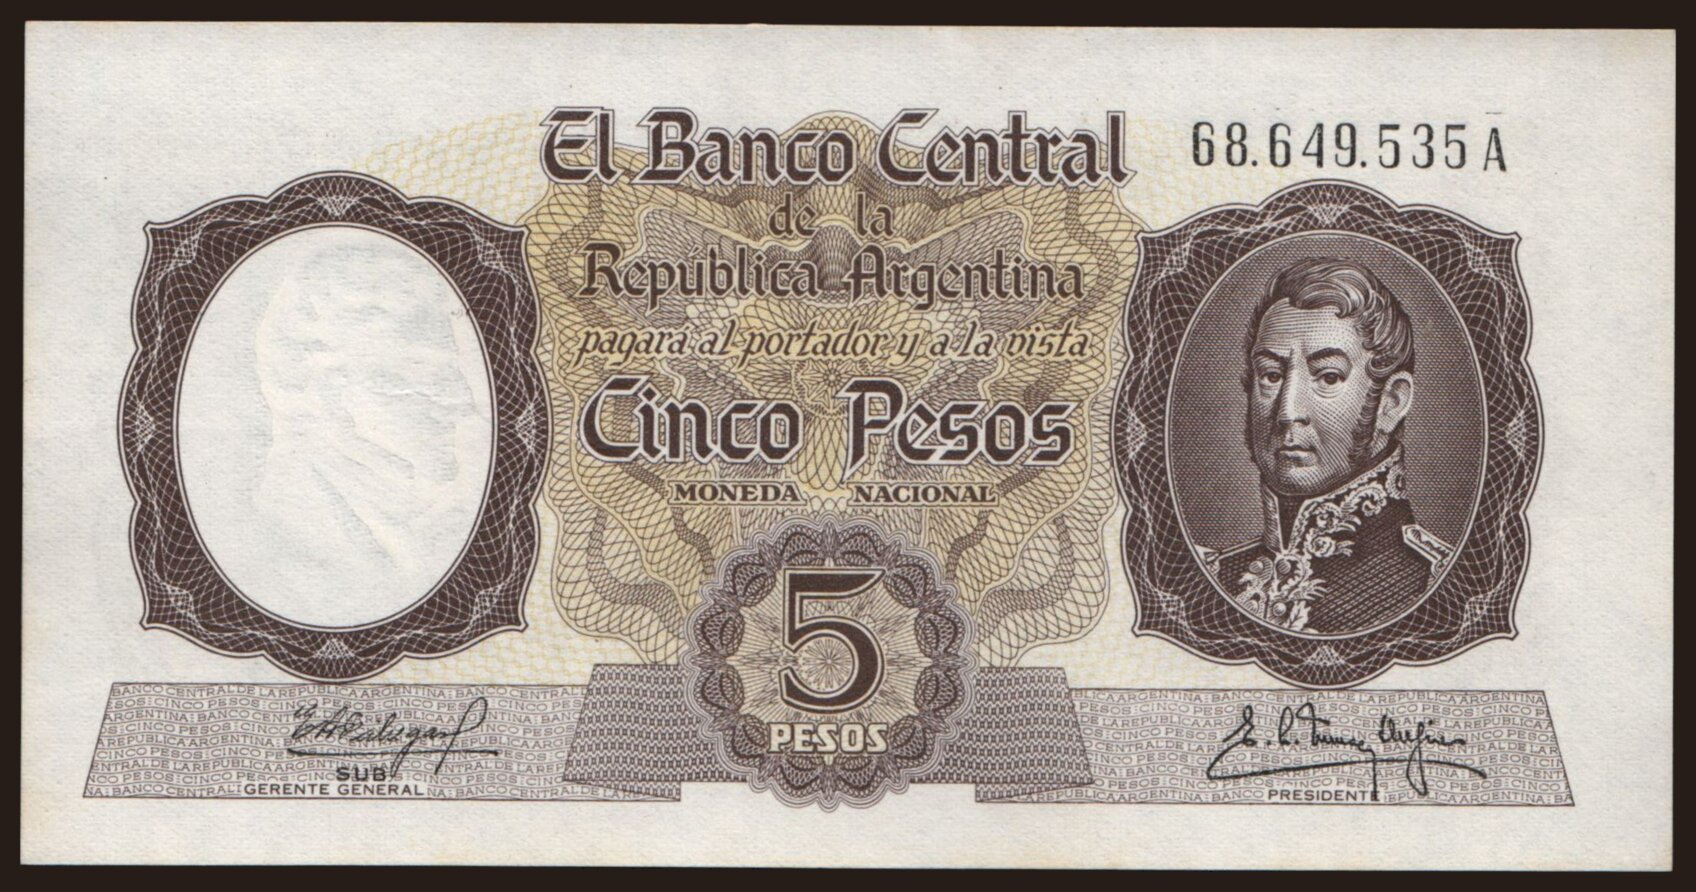 El Banco Central
68.649.535 A
de la
República Argentina
pagará al portador y a la vista
Cinco Pesos
MONEDA NACIONAL
5
PESOS
SUB
GERENTE GENERAL
PRESIDENTE